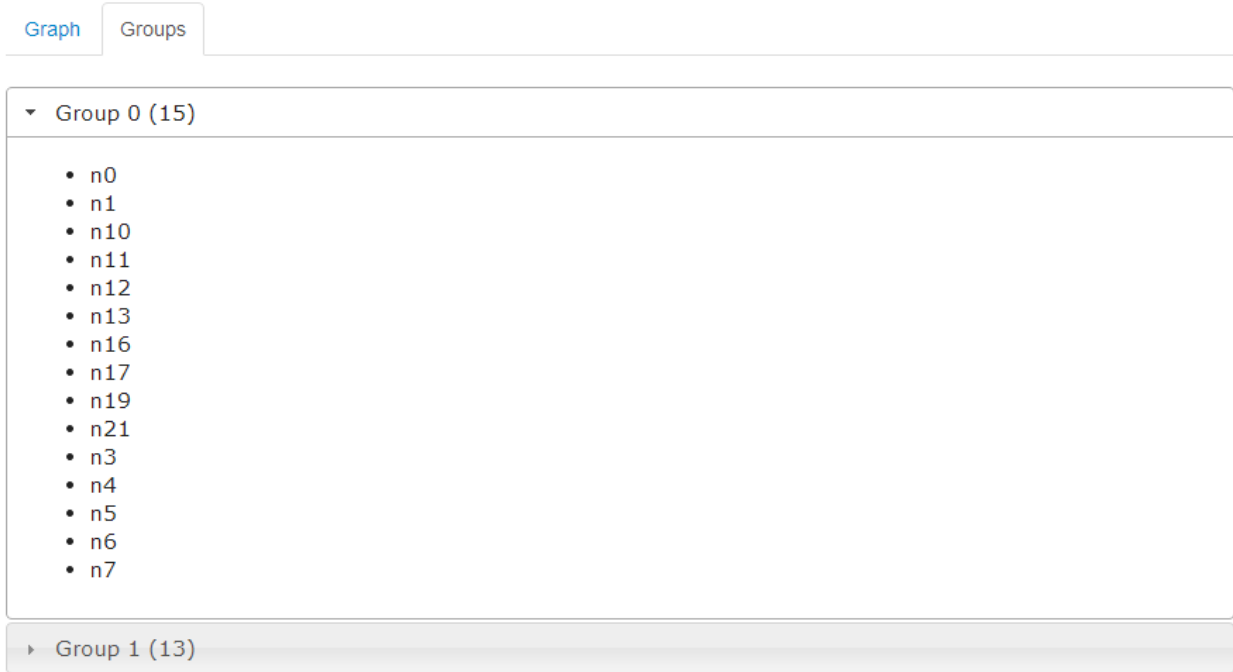 Graph Groups
Group 0 (15)
n0
n1
n10
n11
n12
n13
n16
n17
n19
n21
n3
n4
n5
n6
n7
Group 1 (13)